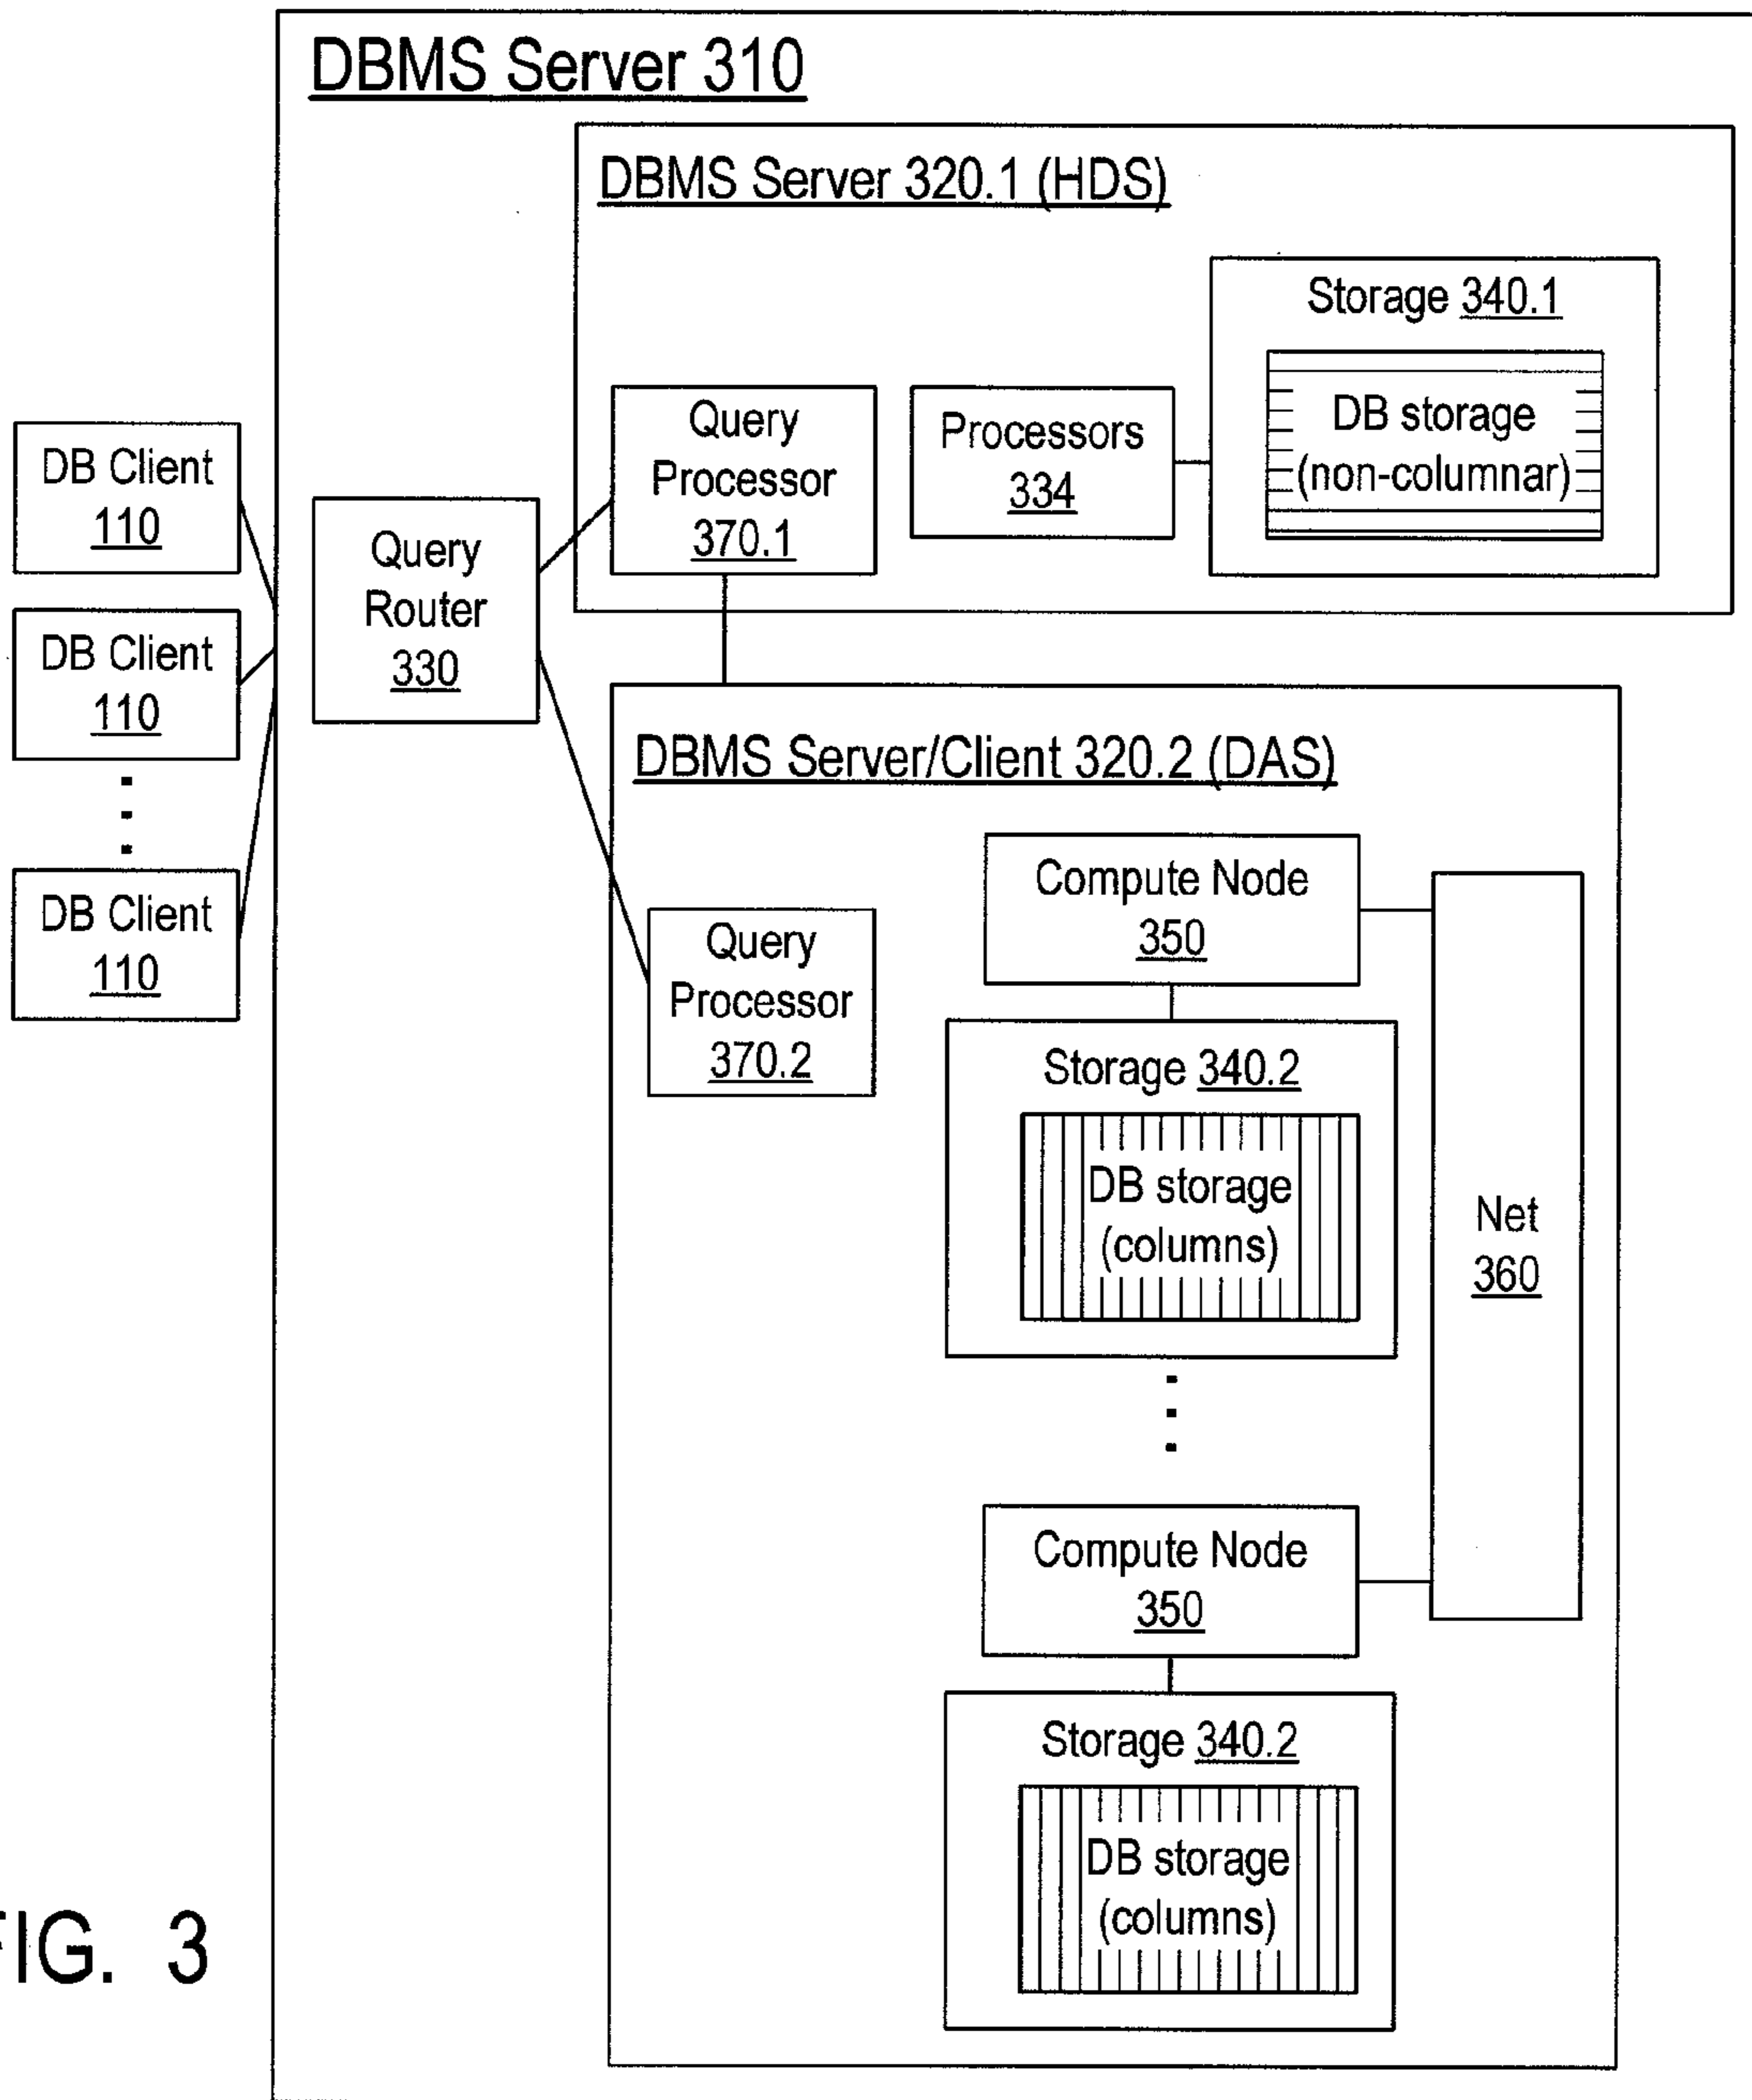 DBMS Server 310
DBMS Server 320.1 (HDS)
Storage 340.1
DB storage
(non-columnar)
Query
Processor
370.1
Processors
334
DB Client
110
DB Client
110
DB Client
110
Query
Router
330
DBMS Server/Client 320.2 (DAS)
Compute Node
350
Query
Processor
370.2
Storage 340.2
DB storage
(columns)
Net
360
Compute Node
350
Storage 340.2
DB storage
(columns)
FIG. 3